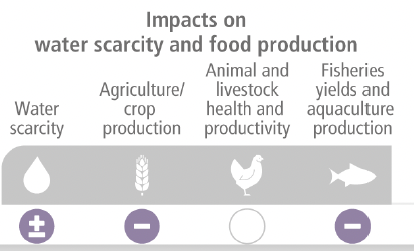 Impacts on
water scarcity and food production
Water
scarcity
Agriculture/
crop
production
Animal and
livestock
health and
productivity
Fisheries
yields and
aquaculture
production
± − −